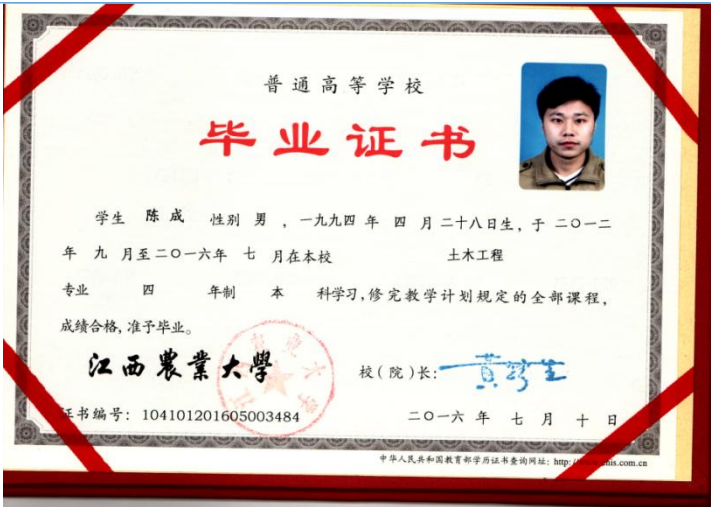 普通高等学校
毕业证书
学生 陈成 性别 男 ，一九九四 年 四 月 二十八日生，于 二〇一二
年 九 月至 二〇一六年 七 月在本校 土木工程
专业 四 年制 本 科学习，修完教学计划规定的全部课程，
成绩合格，准予毕业。
江西農業大學 校（院）长：
证书编号：104101201605003484 二〇一六 年 七 月 十 日
中华人民共和国教育部学历证书查询网址：http: